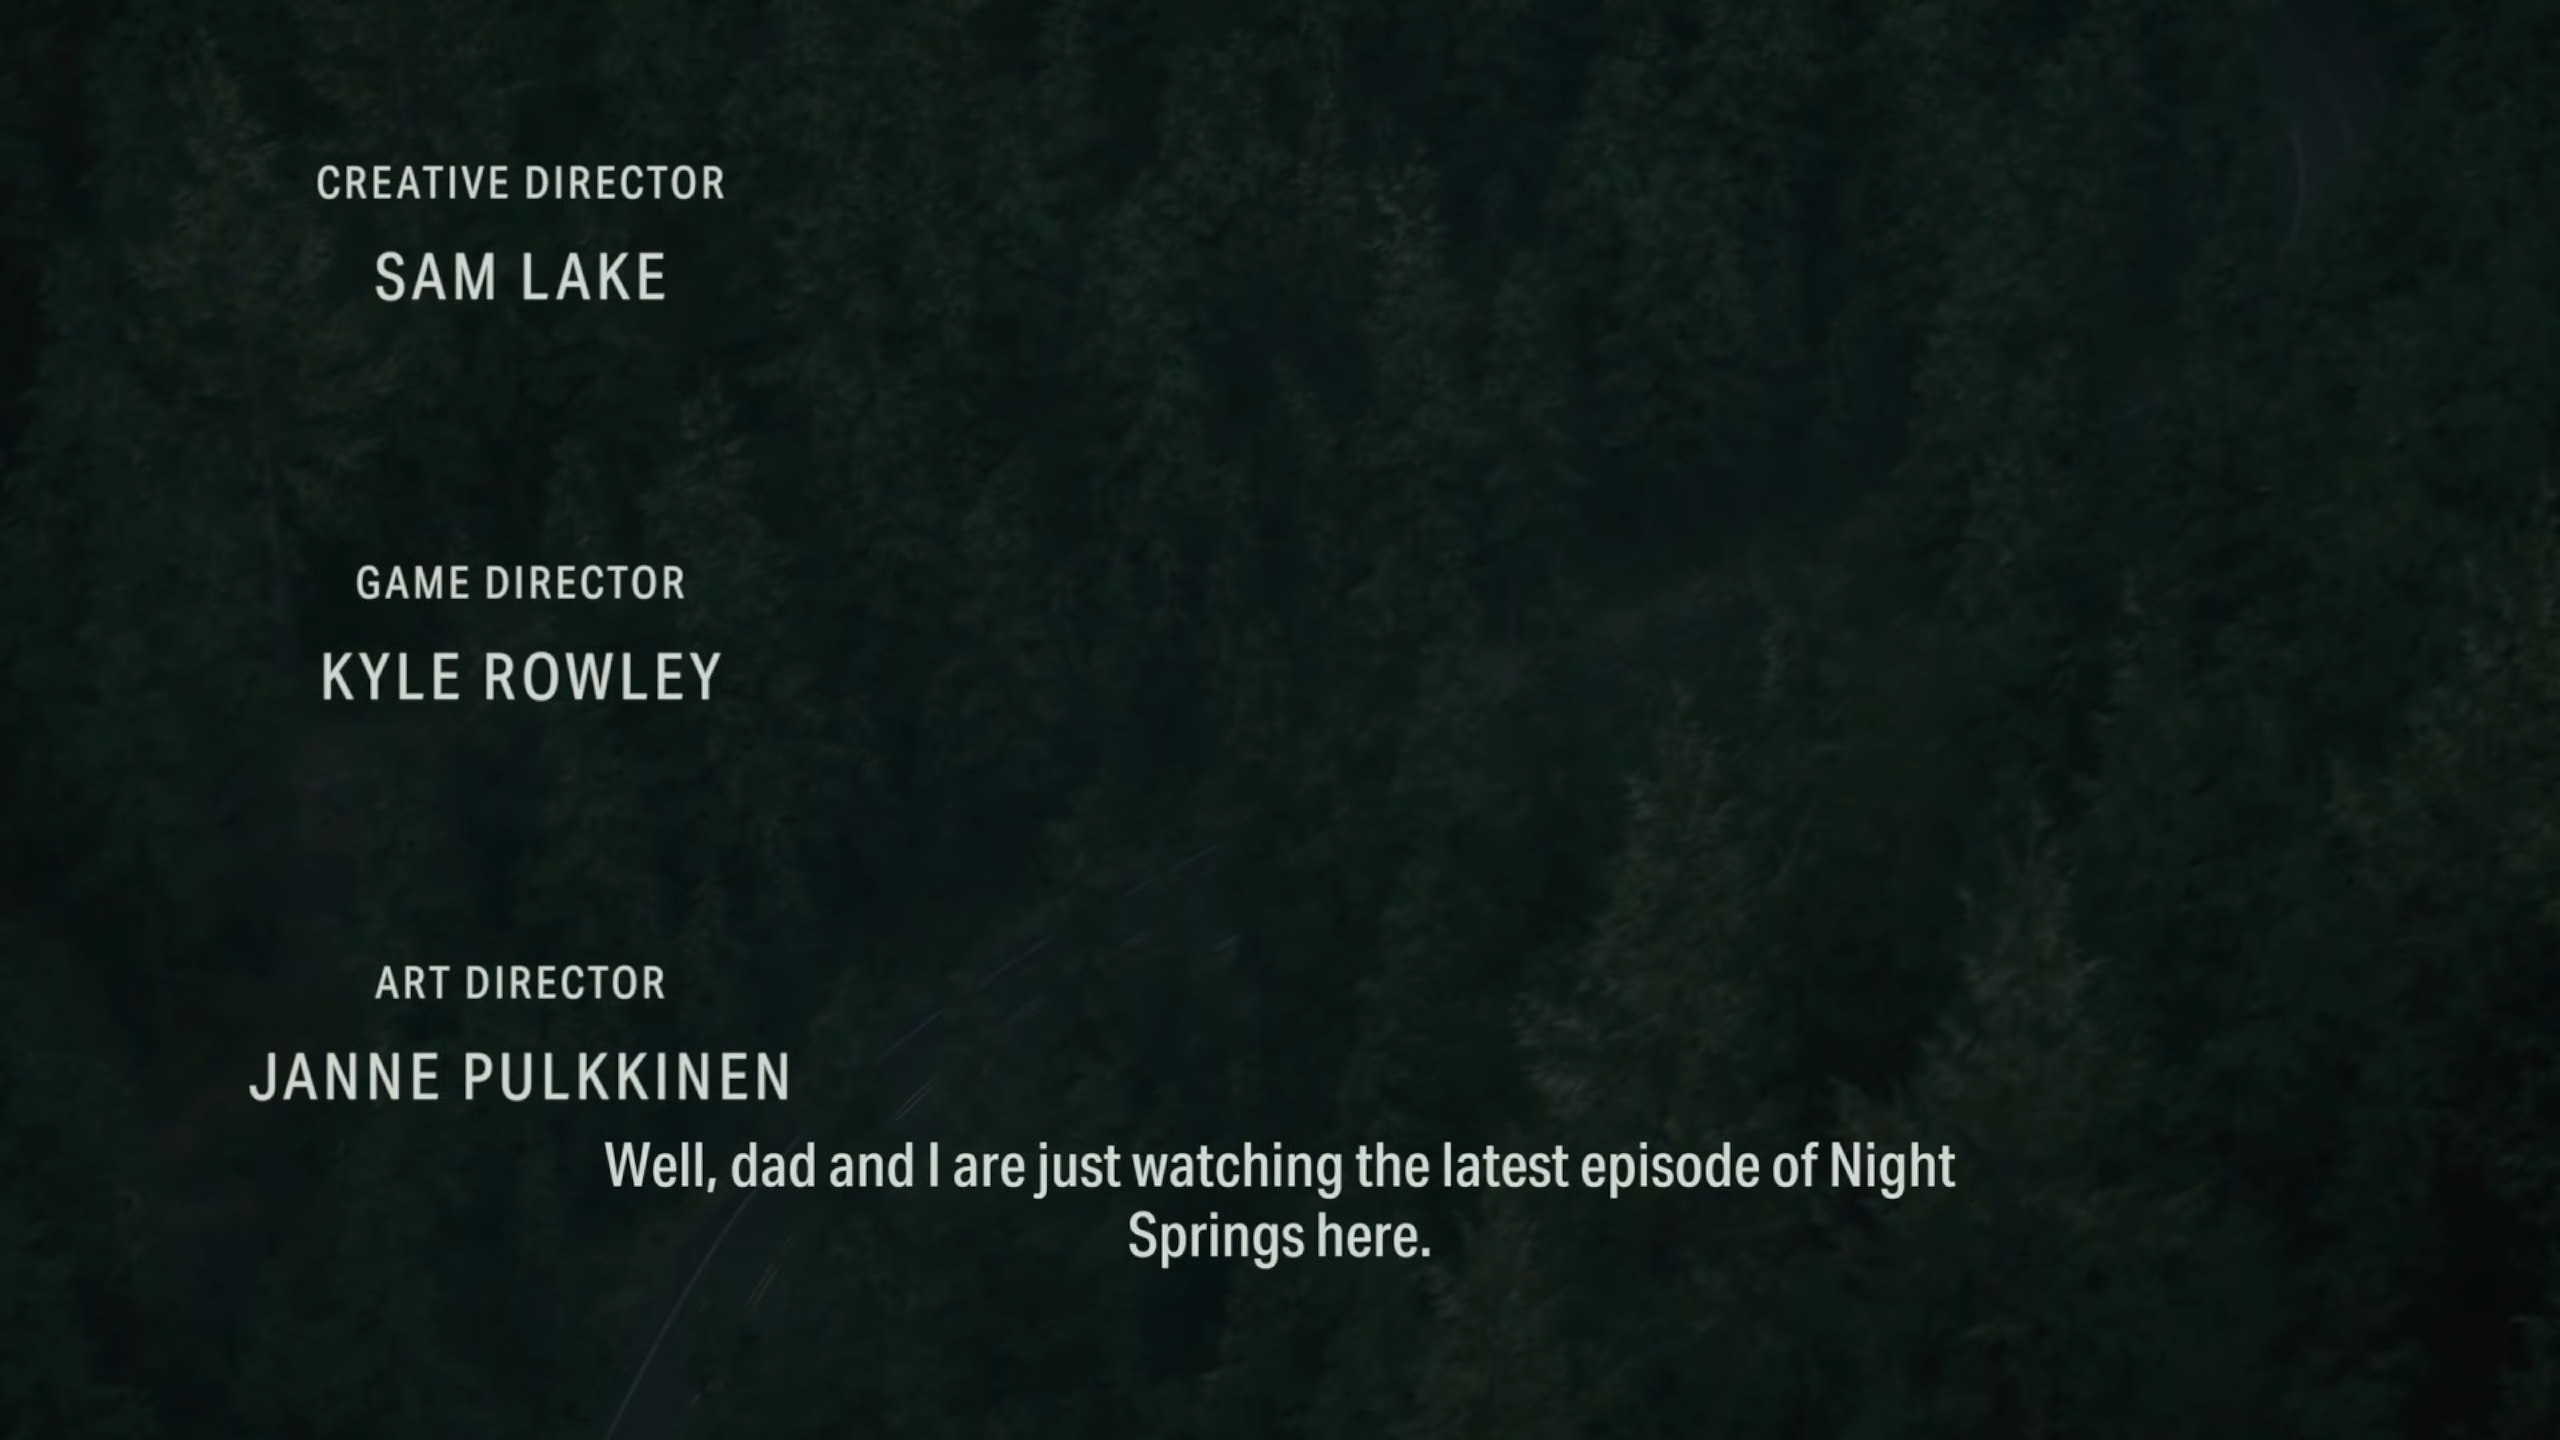 CREATIVE DIRECTOR
SAM LAKE
GAME DIRECTOR
KYLE ROWLEY
ART DIRECTOR
JANNE PULKKINEN
Well, dad and I are just watching the latest episode of Night
Springs here.